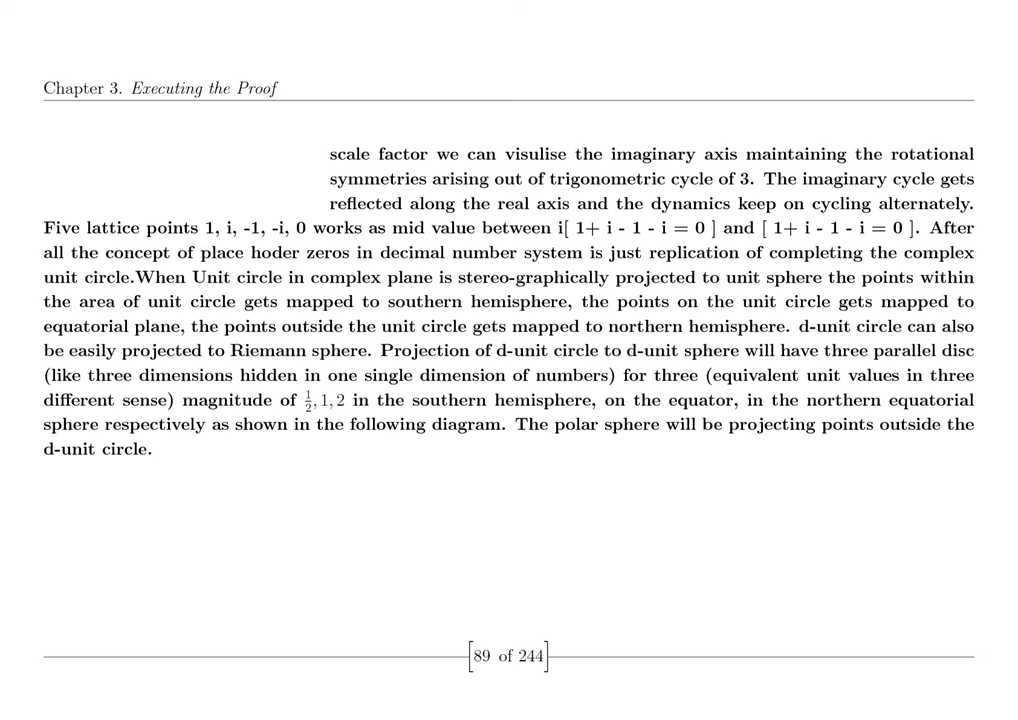 Chapter 3. Executing the Proof
scale factor we can visulise the imaginary axis maintaining the rotational
symmetries arising out of trigonometric cycle of 3. The imaginary cycle gets
reflected along the real axis and the dynamics keep on cycling alternately.
Five lattice points 1, i, -1, -i, 0 works as mid value between i[ 1+ i - 1 - i = 0 ] and [ 1+ i - 1 - i = 0 ]. After
all the concept of place hoder zeros in decimal number system is just replication of completing the complex
unit circle.When Unit circle in complex plane is stereo-graphically projected to unit sphere the points within
the area of unit circle gets mapped to southern hemisphere, the points on the unit circle gets mapped to
equatorial plane, the points outside the unit circle gets mapped to northern hemisphere. d-unit circle can also
be easily projected to Riemann sphere. Projection of d-unit circle to d-unit sphere will have three parallel disc
(like three dimensions hidden in one single dimension of numbers) for three (equivalent unit values in three
different sense) magnitude of 1/2, 1, 2 in the southern hemisphere, on the equator, in the northern equatorial
sphere respectively as shown in the following diagram. The polar sphere will be projecting points outside the
d-unit circle.
[89 of 244]